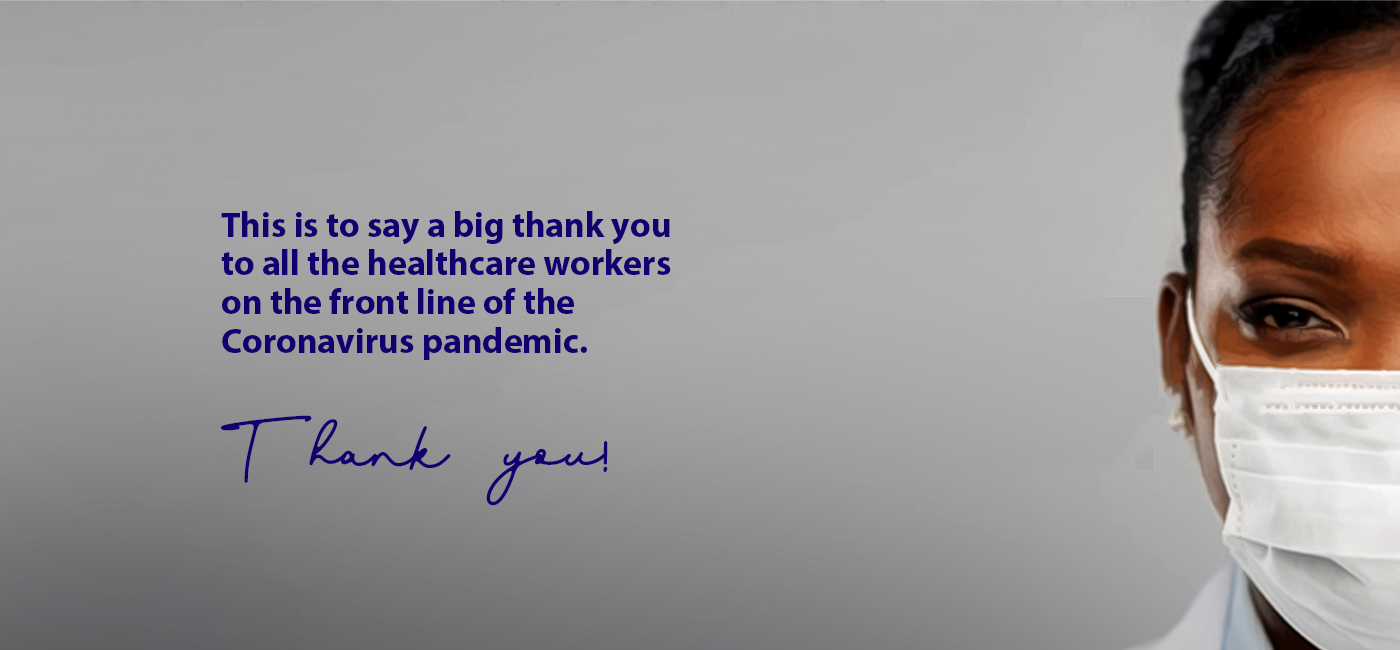 This is to say a big thank you
to all the healthcare workers
on the front line of the
Coronavirus pandemic.
Thank you!